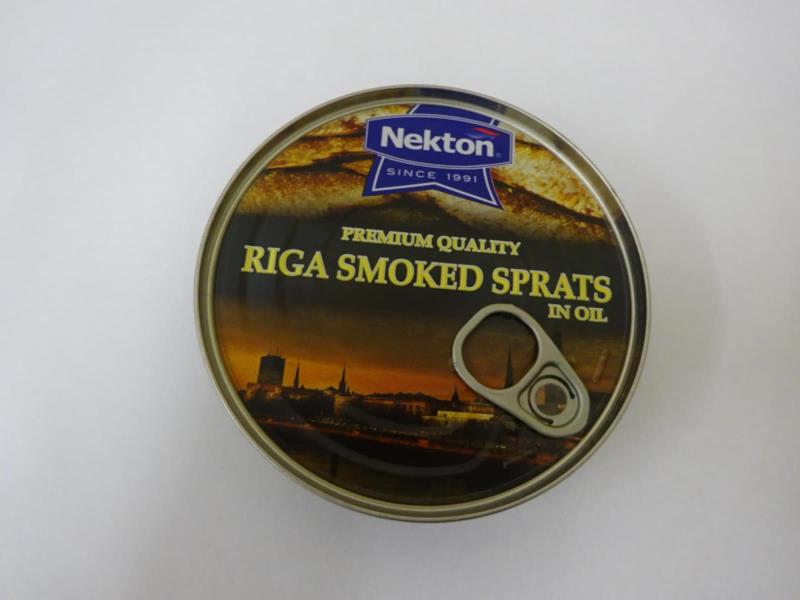 Nekton
SINCE 1991
PREMIUM QUALITY
RIGA SMOKED SPRATS
IN OIL